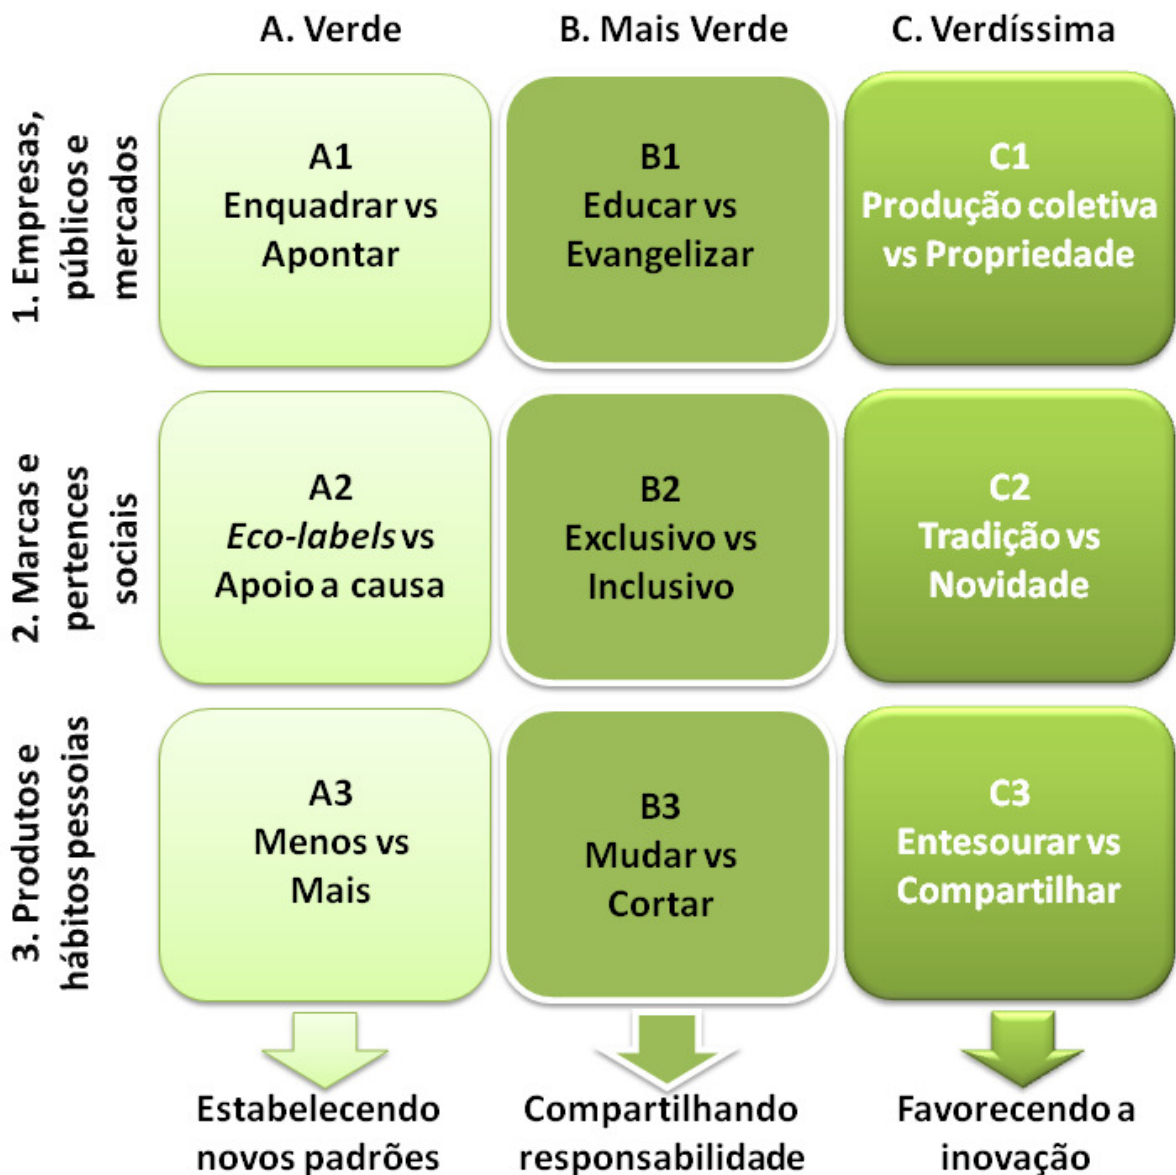 A. Verde
B. Mais Verde
C. Verdíssima
1. Empresas,
públicos e
mercados
A1
Enquadrar vs
Apontar
B1
Educar vs
Evangelizar
C1
Produção coletiva
vs Propriedade
2. Marcas e
pertences
sociais
A2
Eco-labels vs
Apoio a causa
B2
Exclusivo vs
Inclusivo
C2
Tradição vs
Novidade
3. Produtos e
hábitos pessoias
A3
Menos vs
Mais
B3
Mudar vs
Cortar
C3
Entesourar vs
Compartilhar
Estabelecendo
novos padrões
Compartilhando
responsabilidade
Favorecendo a
inovação